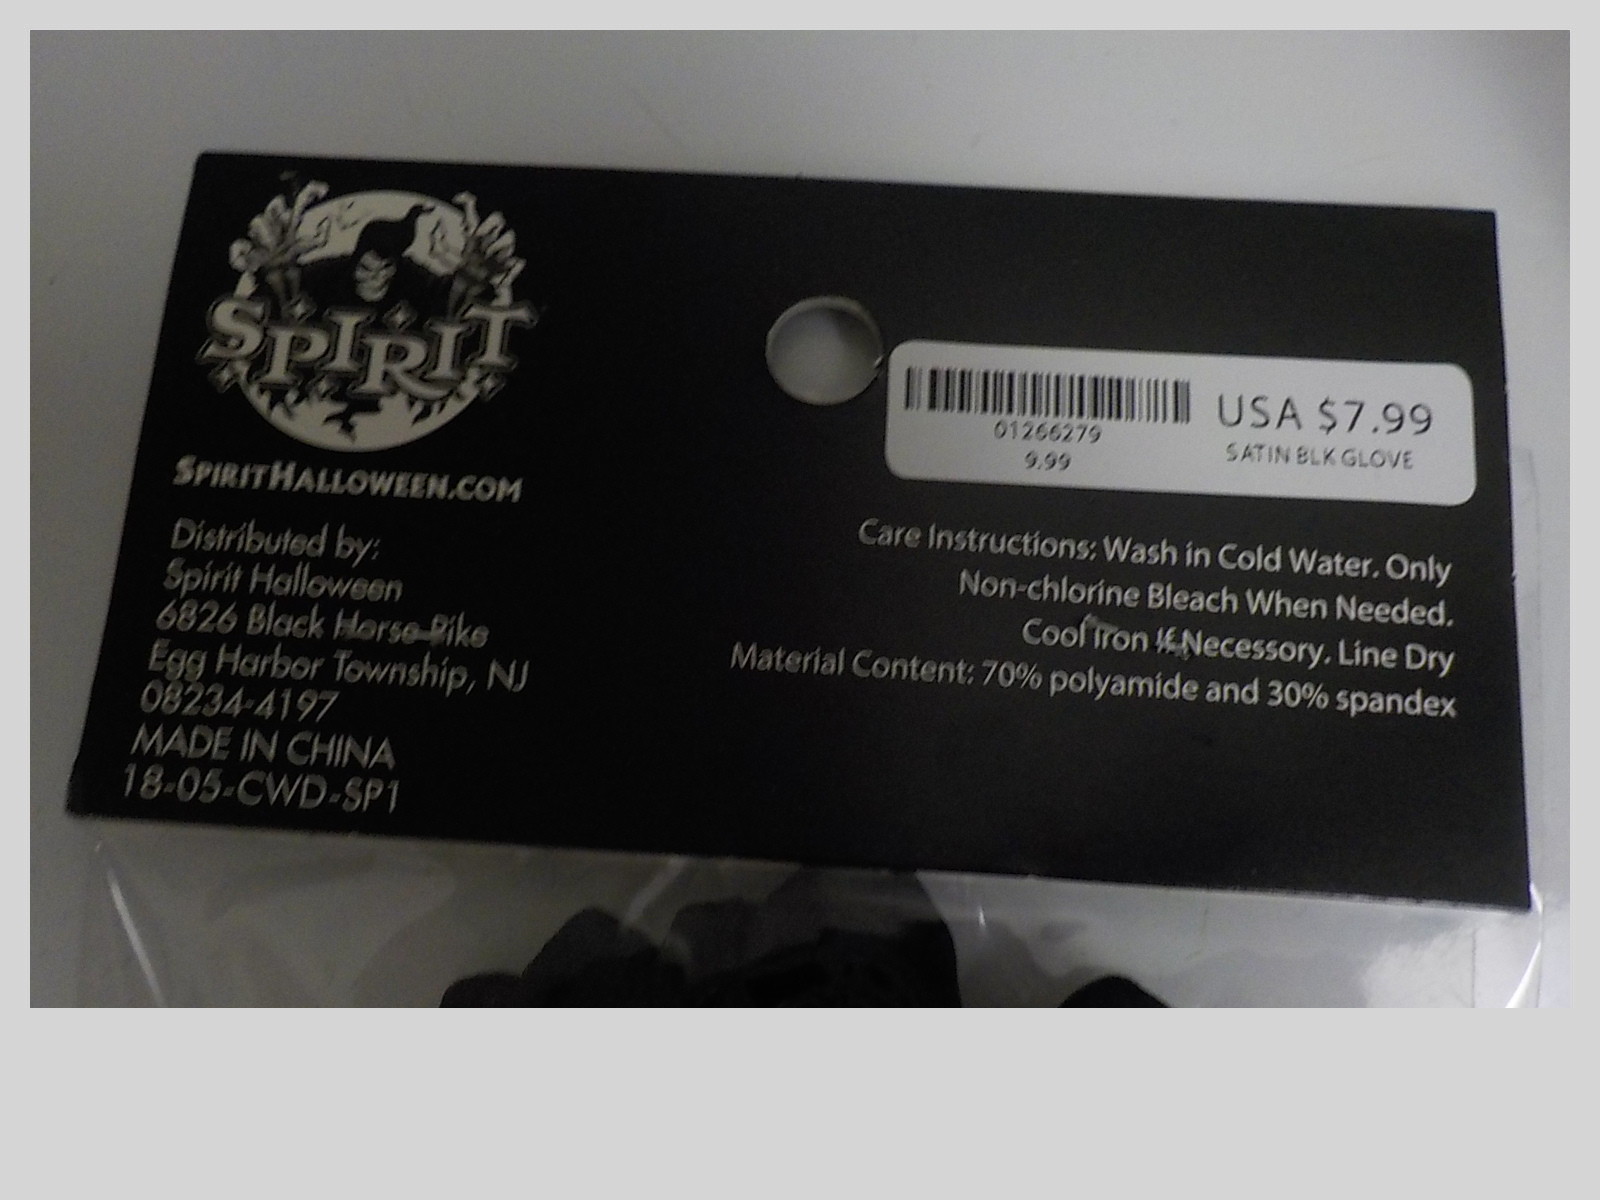 SPIRIT
SPIRITHALLOWEEN.COM
Distributed by:
Spirit Halloween
6826 Black Horse Pike
Egg Harbor Township, NJ
08234-4197
MADE IN CHINA
18-05-CWD-SP1
01266279
9.99
USA $7.99
SATIN BLK GLOVE
Care Instructions: Wash in Cold Water. Only
Non-chlorine Bleach When Needed.
Cool Iron If Necessory. Line Dry
Material Content: 70% polyamide and 30% spandex